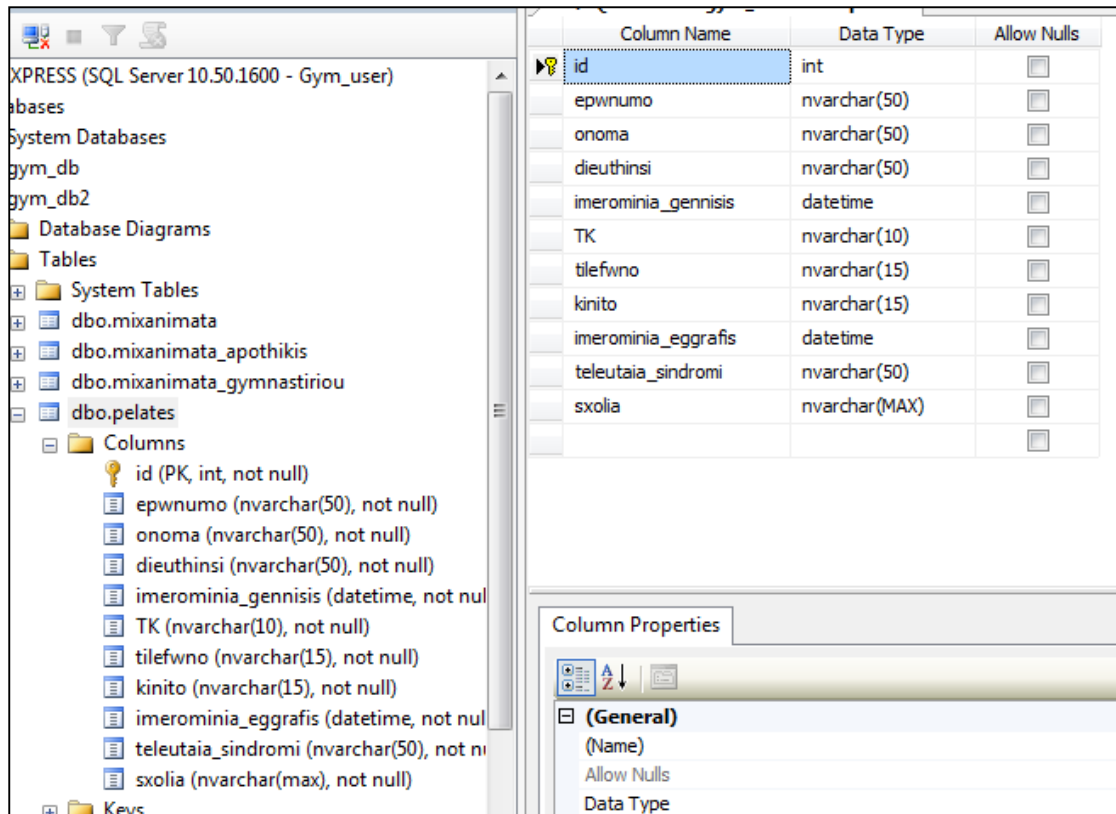 XPRESS (SQL Server 10.50.1600 - Gym_user)
abases
System Databases
gym_db
gym_db2
Database Diagrams
Tables
System Tables
dbo.mixanimata
dbo.mixanimata_apothikis
dbo.mixanimata_gymnastiriou
dbo.pelates
Columns
id (PK, int, not null)
epwnumo (nvarchar(50), not null)
onoma (nvarchar(50), not null)
dieuthinsi (nvarchar(50), not null)
imerominia_gennisis (datetime, not nul
TK (nvarchar(10), not null)
tilefwno (nvarchar(15), not null)
kinito (nvarchar(15), not null)
imerominia_eggrafis (datetime, not nul
teleutaia_sindromi (nvarchar(50), not nu
sxolia (nvarchar(max), not null)
Keys
Column Name Data Type Allow Nulls
id int
epwnumo nvarchar(50)
onoma nvarchar(50)
dieuthinsi nvarchar(50)
imerominia_gennisis datetime
TK nvarchar(10)
tilefwno nvarchar(15)
kinito nvarchar(15)
imerominia_eggrafis datetime
teleutaia_sindromi nvarchar(50)
sxolia nvarchar(MAX)
Column Properties
(General)
(Name)
Allow Nulls
Data Type